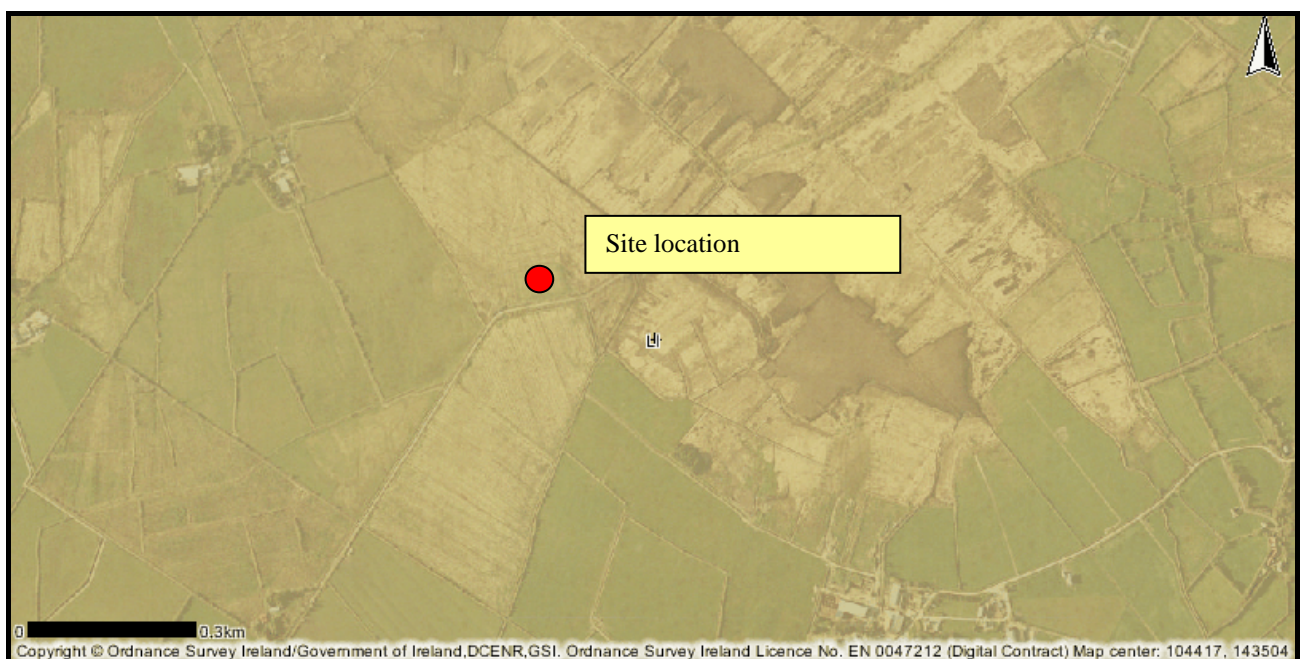 Site location
Ll
0 0.3km
Copyright © Ordnance Survey Ireland/Government of Ireland,DCENR,GSI. Ordnance Survey Ireland Licence No. EN 0047212 (Digital Contract) Map center: 104417, 143504